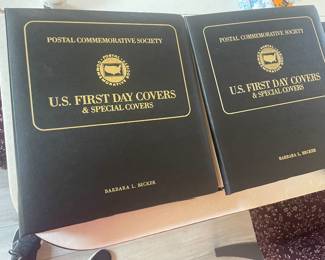 POSTAL COMMEMORATIVE SOCIETY
U.S. FIRST DAY COVERS
& SPECIAL COVERS
BARBARA L. BECKER
POSTAL COMMEMORATIVE SOCIETY
U.S. FIRST DAY COVERS
& SPECIAL COVERS
BARBARA L. BECKER